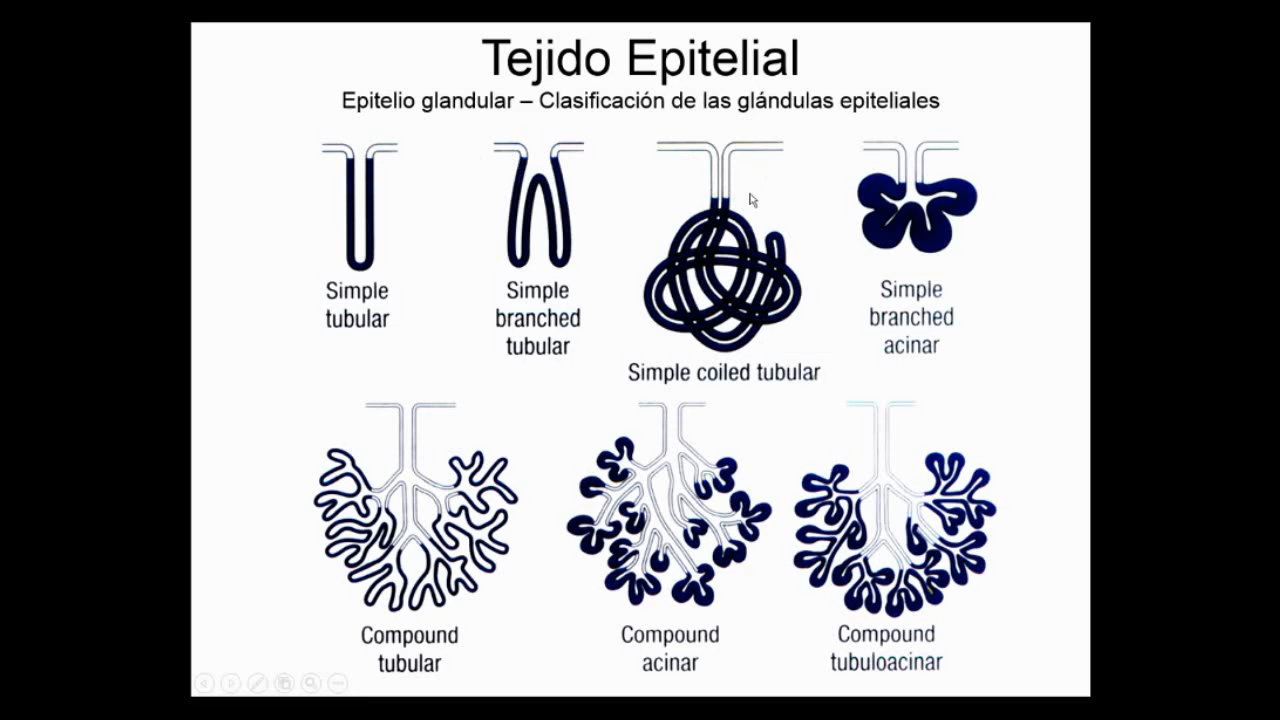 Tejido Epitelial
Epitelio glandular – Clasificación de las glándulas epiteliales
Simple
tubular
Simple
branched
tubular
Simple coiled tubular
Simple
branched
acinar
Compound
tubular
Compound
acinar
Compound
tubuloacinar